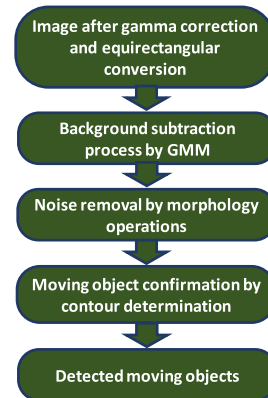 Image after gamma correction
and equirectangular
conversion
Background subtraction
process by GMM
Noise removal by morphology
operations
Moving object confirmation by
contour determination
Detected moving objects